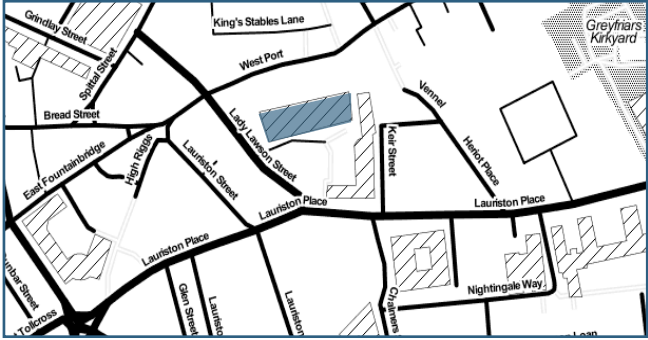 Grindlay Street
King's Stables Lane
Greyfriars
Kirkyard
Spittal Street
West Port
Vennel
Bread Street
Lady Lawson Street
Keir Street
Heriot Place
East Fountainbridge
High Riggs
Lauriston Street
Lauriston Place
Lauriston Place
Lauriston Place
Glen Street
Lauriston
Lauriston
Chalmers
Nightingale Way
Tollcross